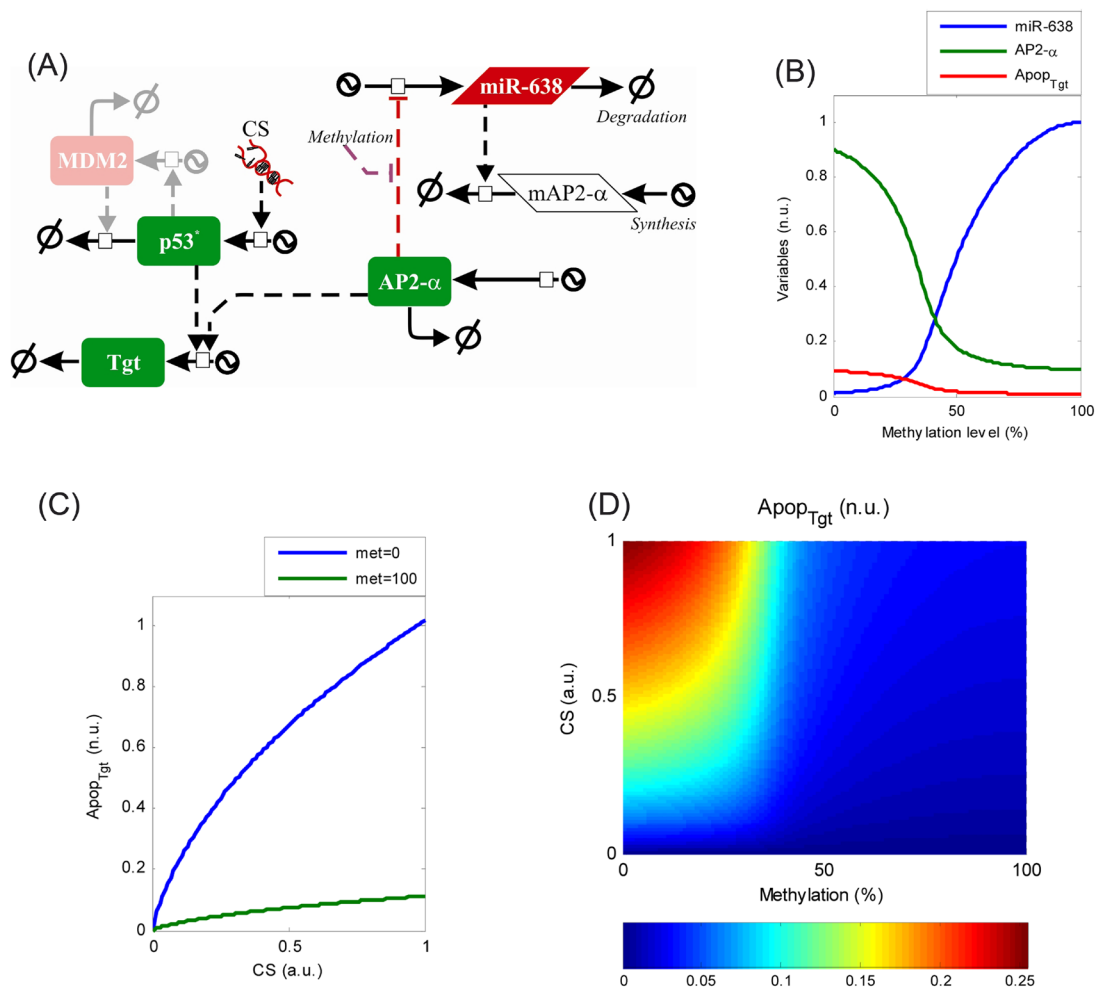 (A)
miR-638
Degradation
Methylation
CS
MDM2
mAP2-α
Synthesis
p53*
AP2-α
Tgt
(B)
miR-638
AP2-α
ApopTgt
Variables (n.u.)
1
0.8
0.6
0.4
0.2
0
0 50 100
Methylation level (%)
(C)
met=0
met=100
ApopTgt (n.u.)
1
0.8
0.6
0.4
0.2
0
0 0.5 1
CS (a.u.)
(D)
ApopTgt (n.u.)
CS (a.u.)
1
0.5
0
0 50 100
Methylation (%)
0 0.05 0.1 0.15 0.2 0.25